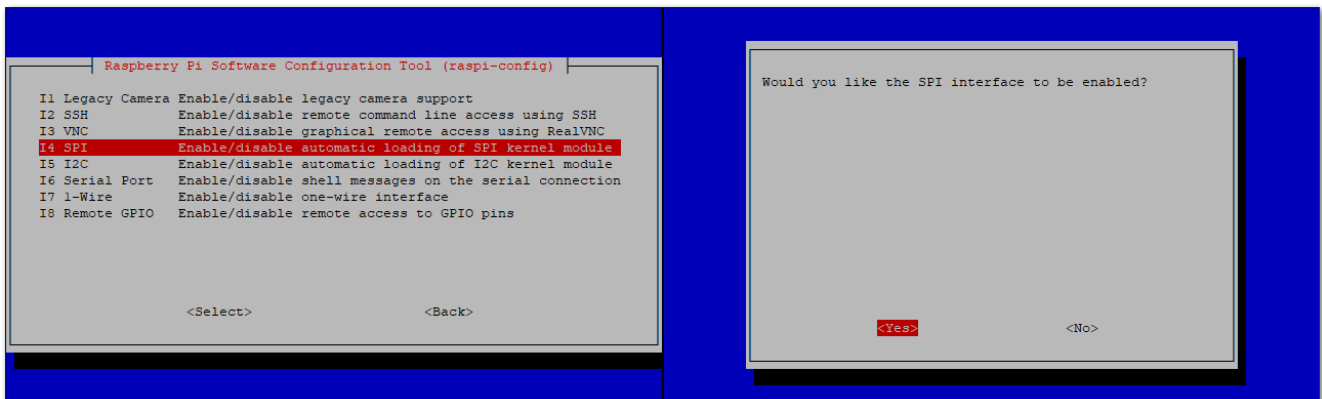 Raspberry Pi Software Configuration Tool (raspi-config)
I1 Legacy Camera Enable/disable legacy camera support
I2 SSH Enable/disable remote command line access using SSH
I3 VNC Enable/disable graphical remote access using RealVNC
I4 SPI Enable/disable automatic loading of SPI kernel module
I5 I2C Enable/disable automatic loading of I2C kernel module
I6 Serial Port Enable/disable shell messages on the serial connection
I7 1-Wire Enable/disable one-wire interface
I8 Remote GPIO Enable/disable remote access to GPIO pins
<Select> <Back>
Would you like the SPI interface to be enabled?
<Yes> <No>